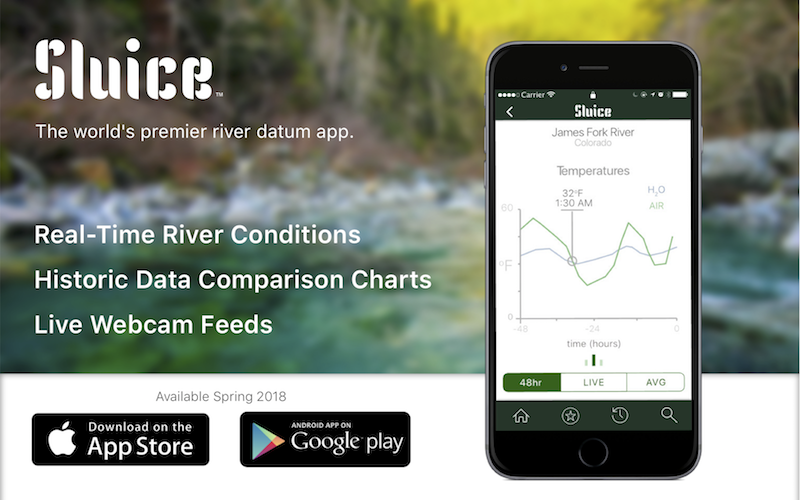 Sluice™
The world's premier river datum app.
Real-Time River Conditions
Historic Data Comparison Charts
Live Webcam Feeds
Available Spring 2018
Download on the
App Store
ANDROID APP ON
Google play
Carrier
Sluice
James Fork River
Colorado
Temperatures
32°F
1:30 AM
H₂O
AIR
60
°F
0
-48
-24
0
time (hours)
48hr
LIVE
AVG